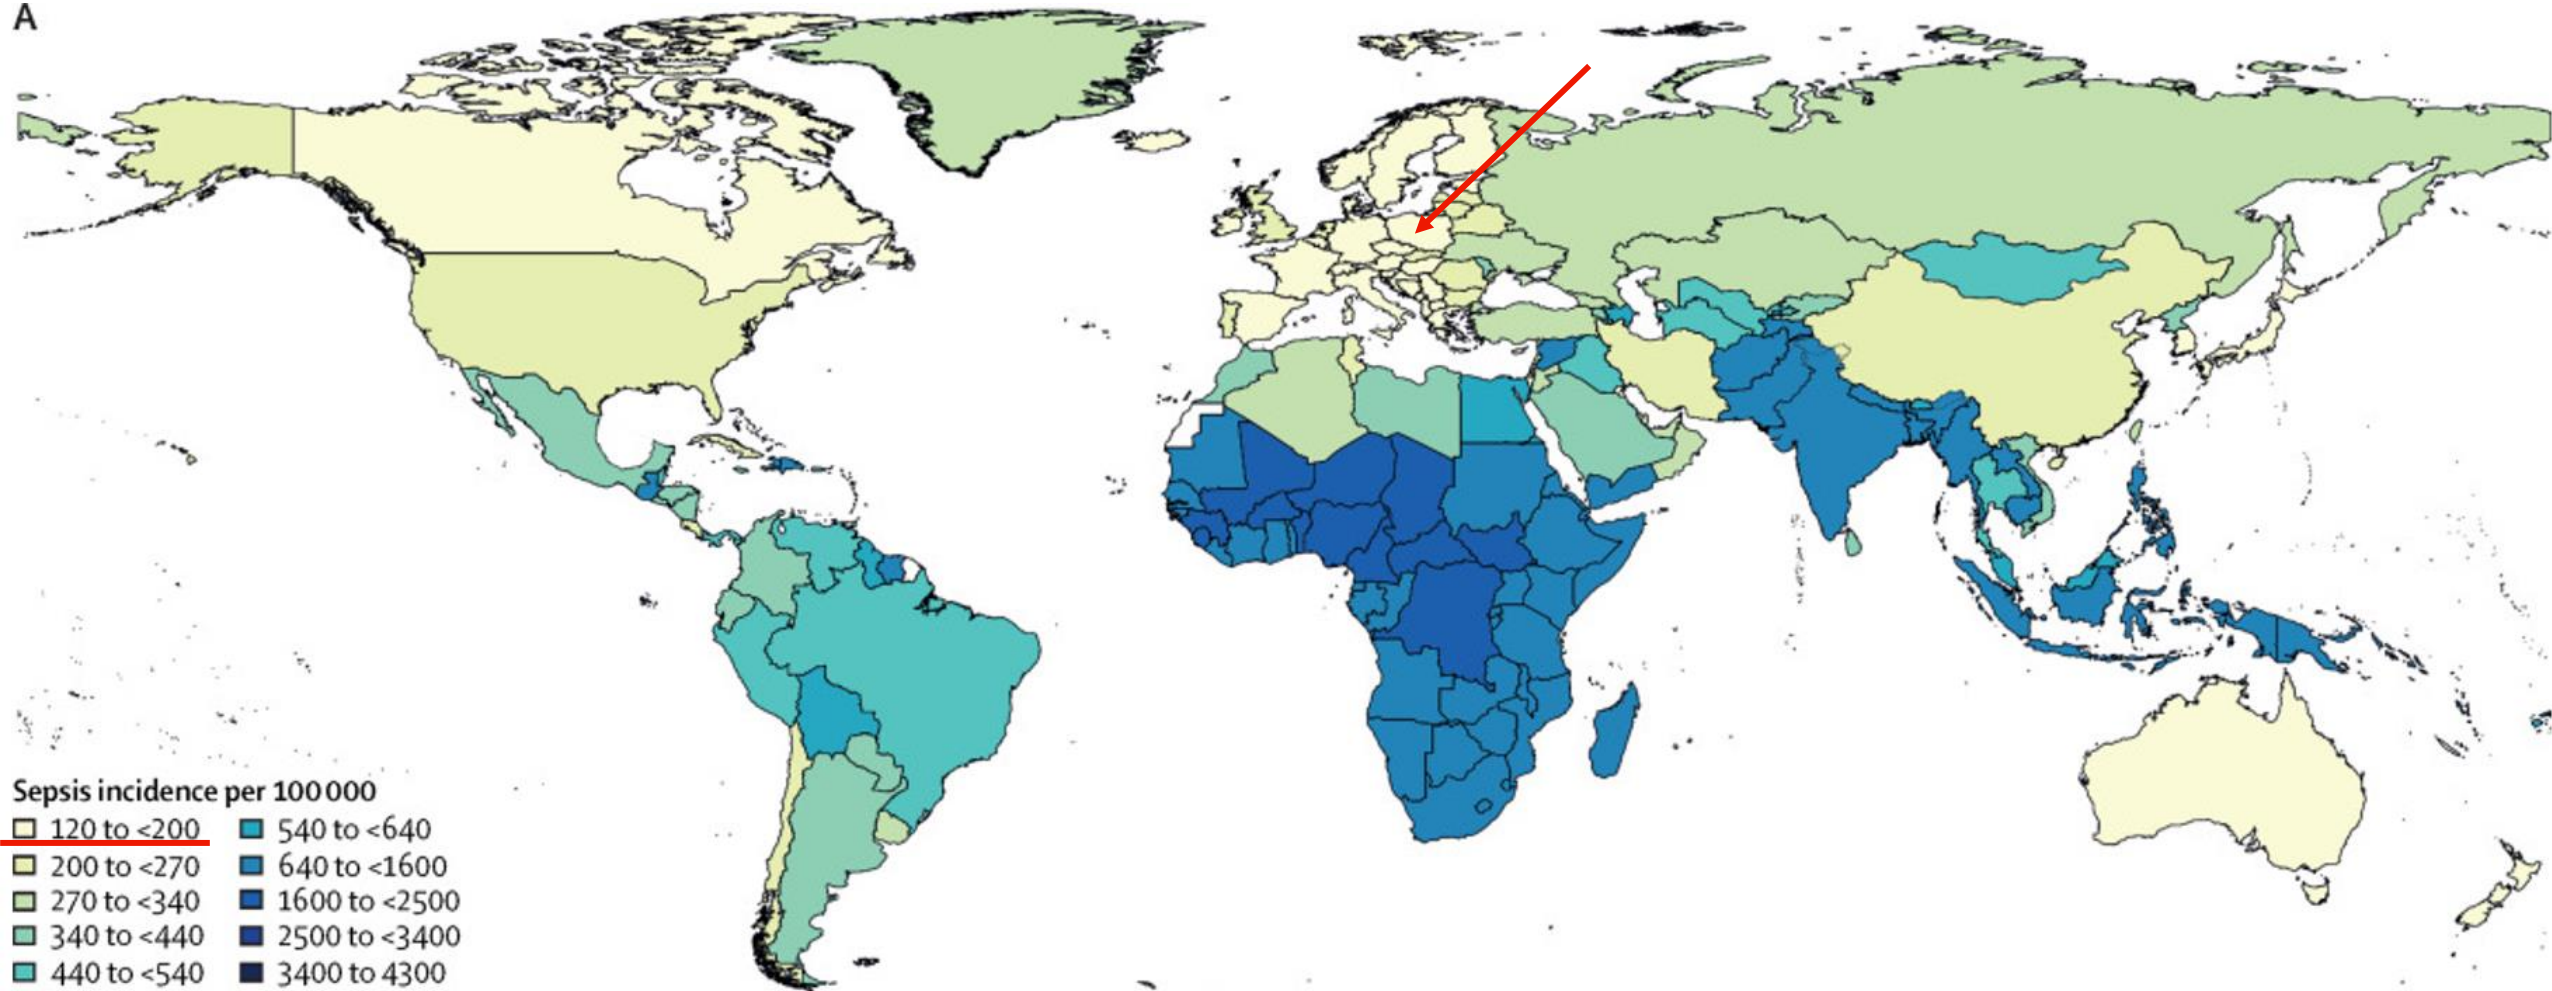 A
Sepsis incidence per 100 000
120 to <200
200 to <270
270 to <340
340 to <440
440 to <540
540 to <640
640 to <1600
1600 to <2500
2500 to <3400
3400 to 4300